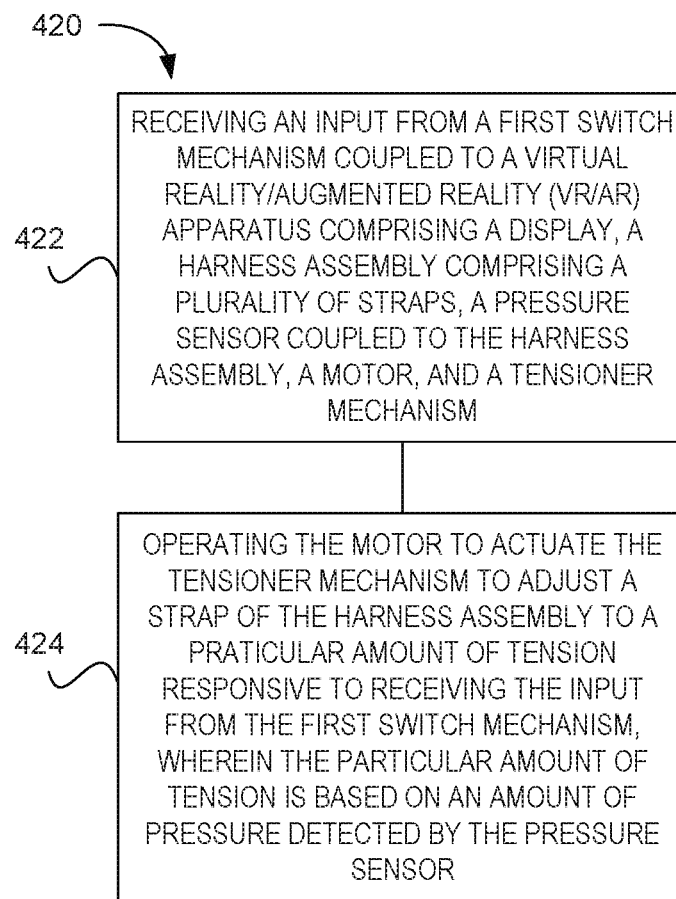 420
RECEIVING AN INPUT FROM A FIRST SWITCH
MECHANISM COUPLED TO A VIRTUAL
REALITY/AUGMENTED REALITY (VR/AR)
APPARATUS COMPRISING A DISPLAY, A
HARNESS ASSEMBLY COMPRISING A
PLURALITY OF STRAPS, A PRESSURE
SENSOR COUPLED TO THE HARNESS
ASSEMBLY, A MOTOR, AND A TENSIONER
MECHANISM
422
OPERATING THE MOTOR TO ACTUATE THE
TENSIONER MECHANISM TO ADJUST A
STRAP OF THE HARNESS ASSEMBLY TO A
PRATICULAR AMOUNT OF TENSION
RESPONSIVE TO RECEIVING THE INPUT
FROM THE FIRST SWITCH MECHANISM,
WHEREIN THE PARTICULAR AMOUNT OF
TENSION IS BASED ON AN AMOUNT OF
PRESSURE DETECTED BY THE PRESSURE
SENSOR
424